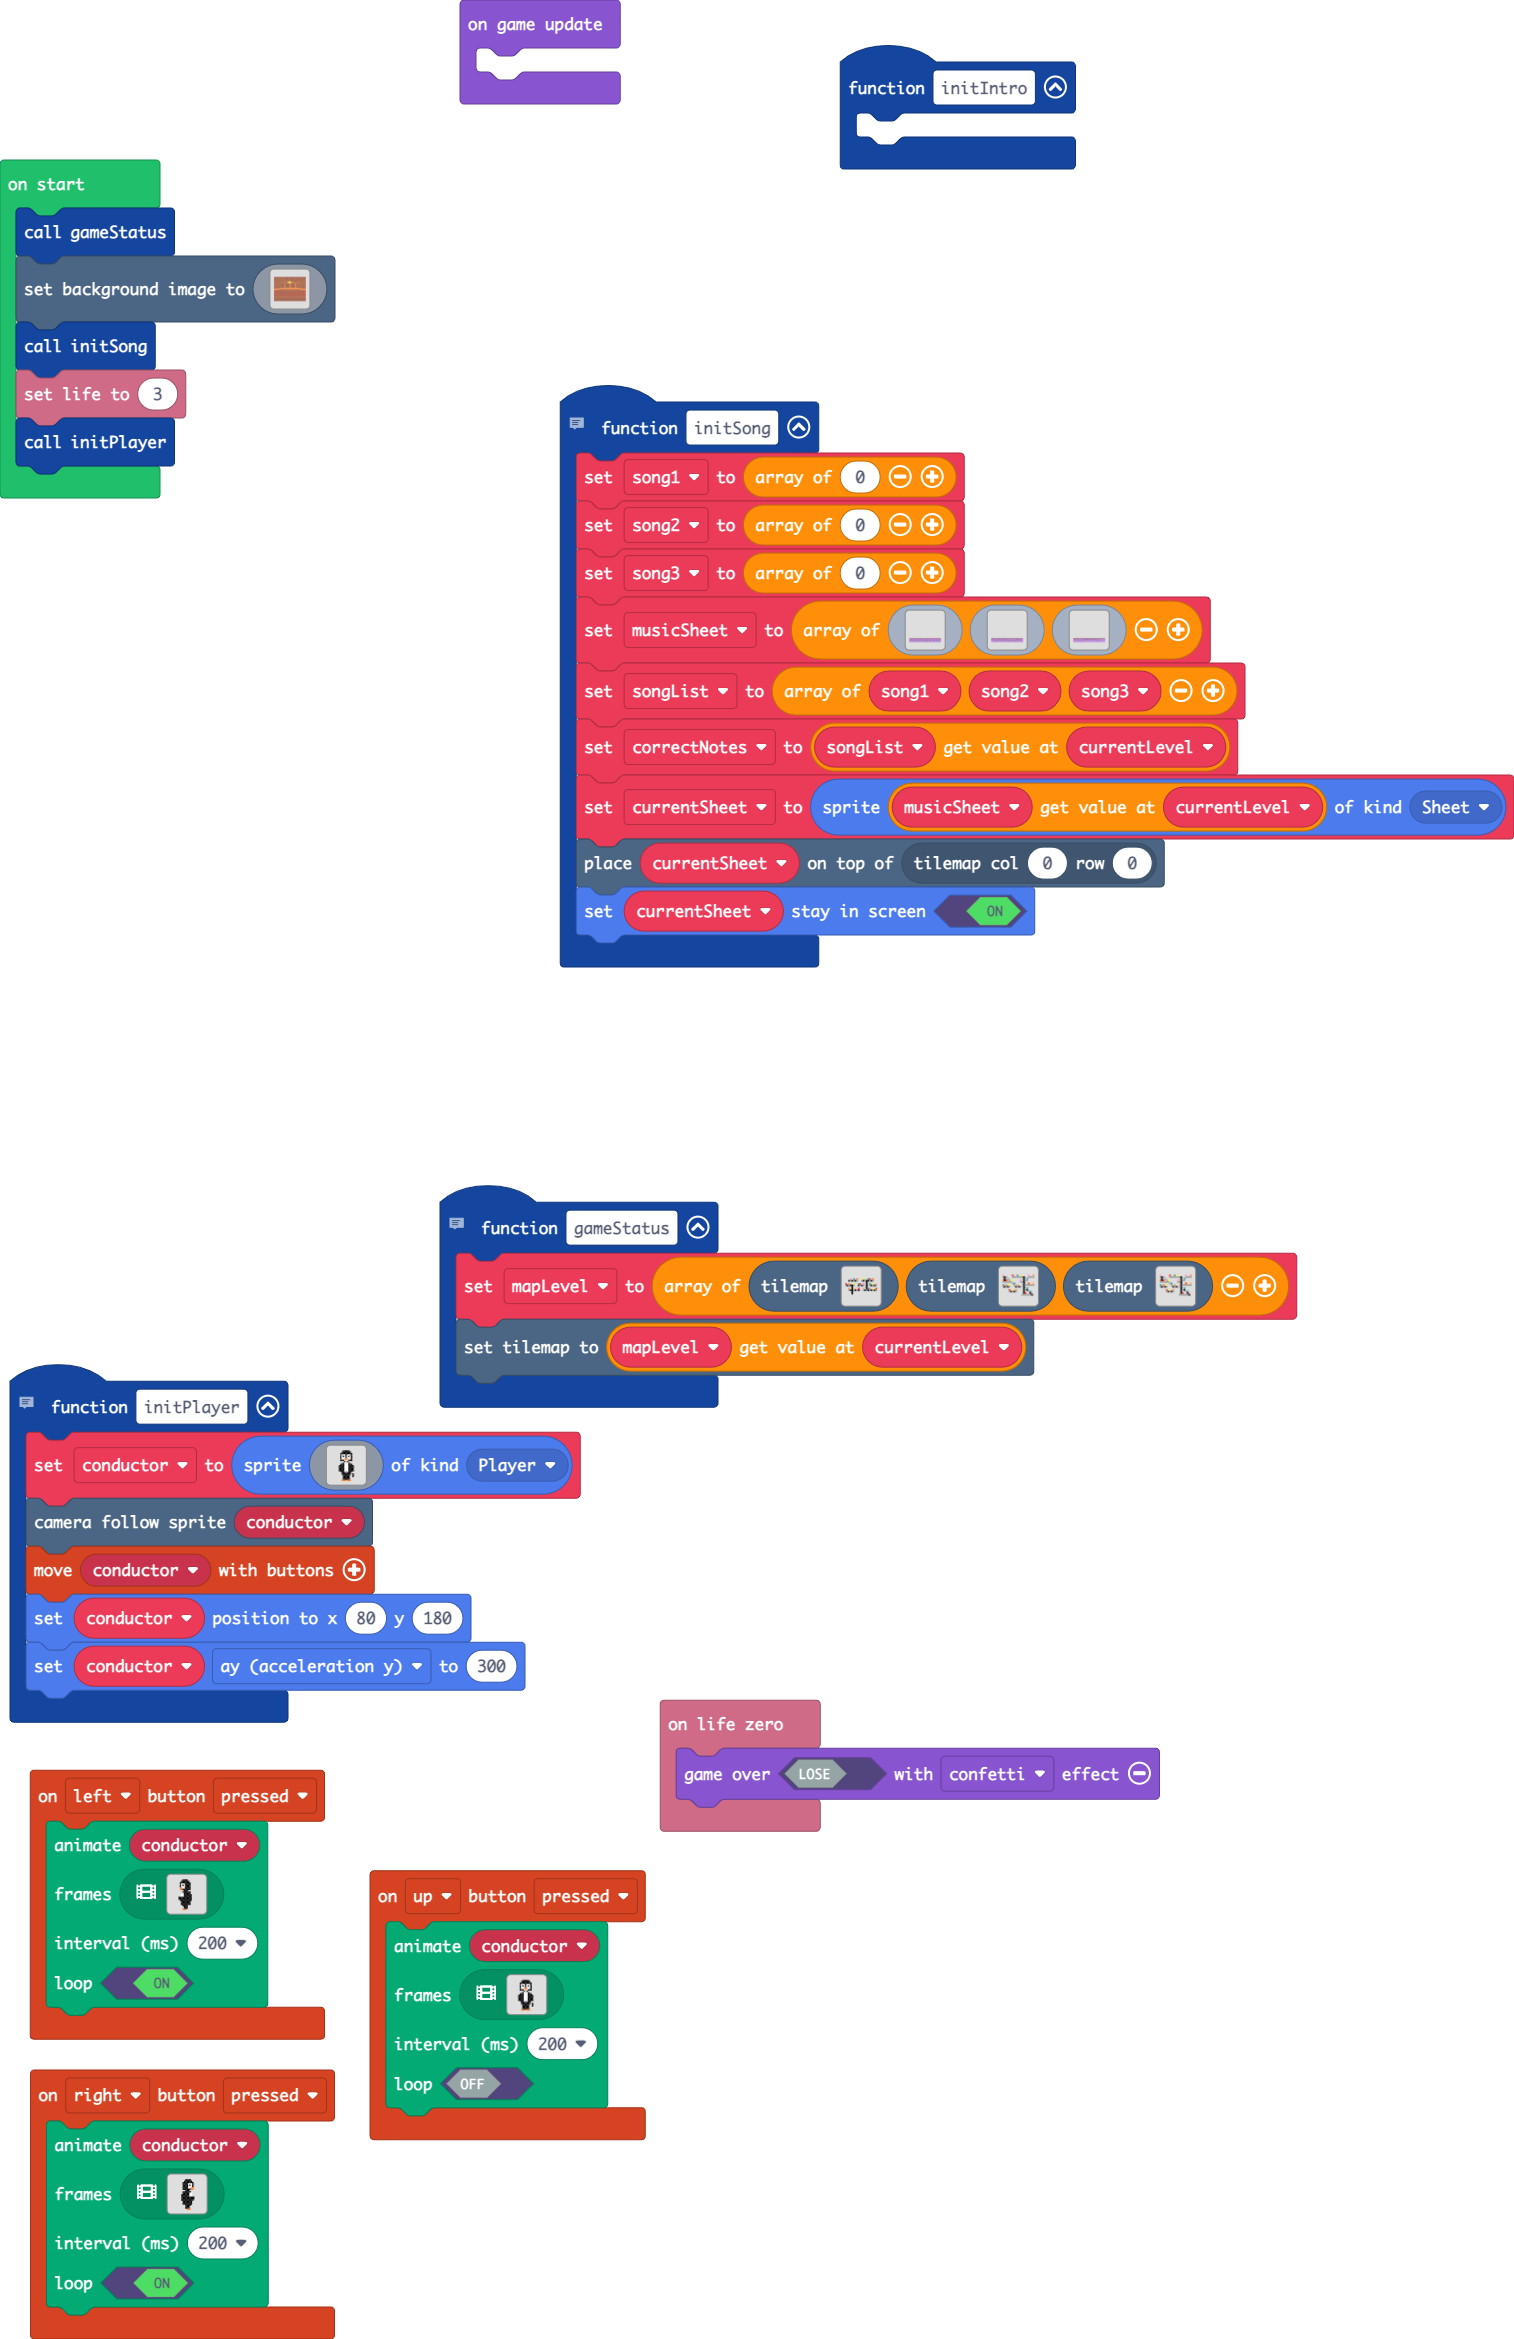 on game update
function initIntro
on start
call gameStatus
set background image to
call initSong
set life to 3
call initPlayer
function initSong
set song1 to array of 0
set song2 to array of 0
set song3 to array of 0
set musicSheet to array of
set songList to array of song1 song2 song3
set correctNotes to songList get value at currentLevel
set currentSheet to sprite musicSheet get value at currentLevel of kind Sheet
place currentSheet on top of tilemap col 0 row 0
set currentSheet stay in screen ON
function gameStatus
set mapLevel to array of tilemap tilemap tilemap
set tilemap to mapLevel get value at currentLevel
function initPlayer
set conductor to sprite of kind Player
camera follow sprite conductor
move conductor with buttons
set conductor position to x 80 y 180
set conductor ay (acceleration y) to 300
on life zero
game over LOSE with confetti effect
on left button pressed
animate conductor
frames
interval (ms) 200
loop ON
on up button pressed
animate conductor
frames
interval (ms) 200
loop OFF
on right button pressed
animate conductor
frames
interval (ms) 200
loop ON